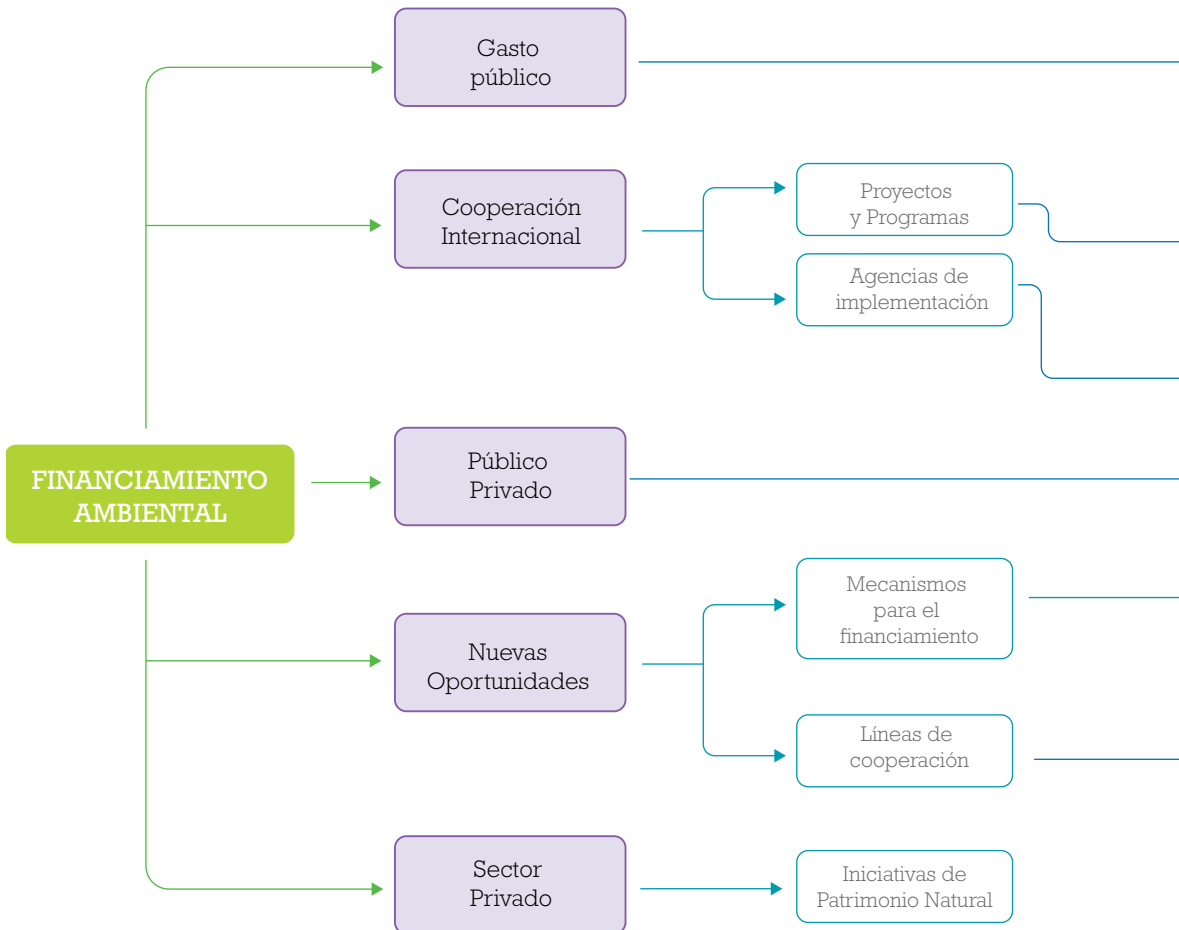 Gasto
público
Cooperación
Internacional
Proyectos
y Programas
Agencias de
implementación
FINANCIAMIENTO
AMBIENTAL
Público
Privado
Nuevas
Oportunidades
Mecanismos
para el
financiamiento
Líneas de
cooperación
Sector
Privado
Iniciativas de
Patrimonio Natural